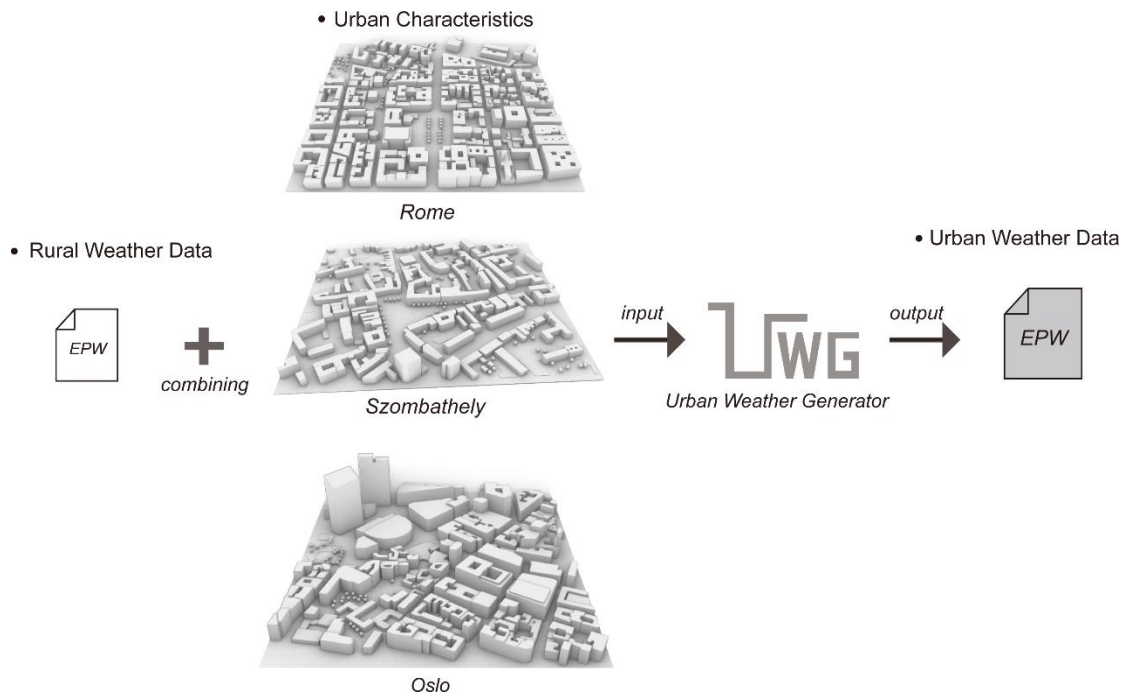 • Urban Characteristics
Rome
• Rural Weather Data
EPW
combining
Szombathely
input
UWG
Urban Weather Generator
output
• Urban Weather Data
EPW
Oslo